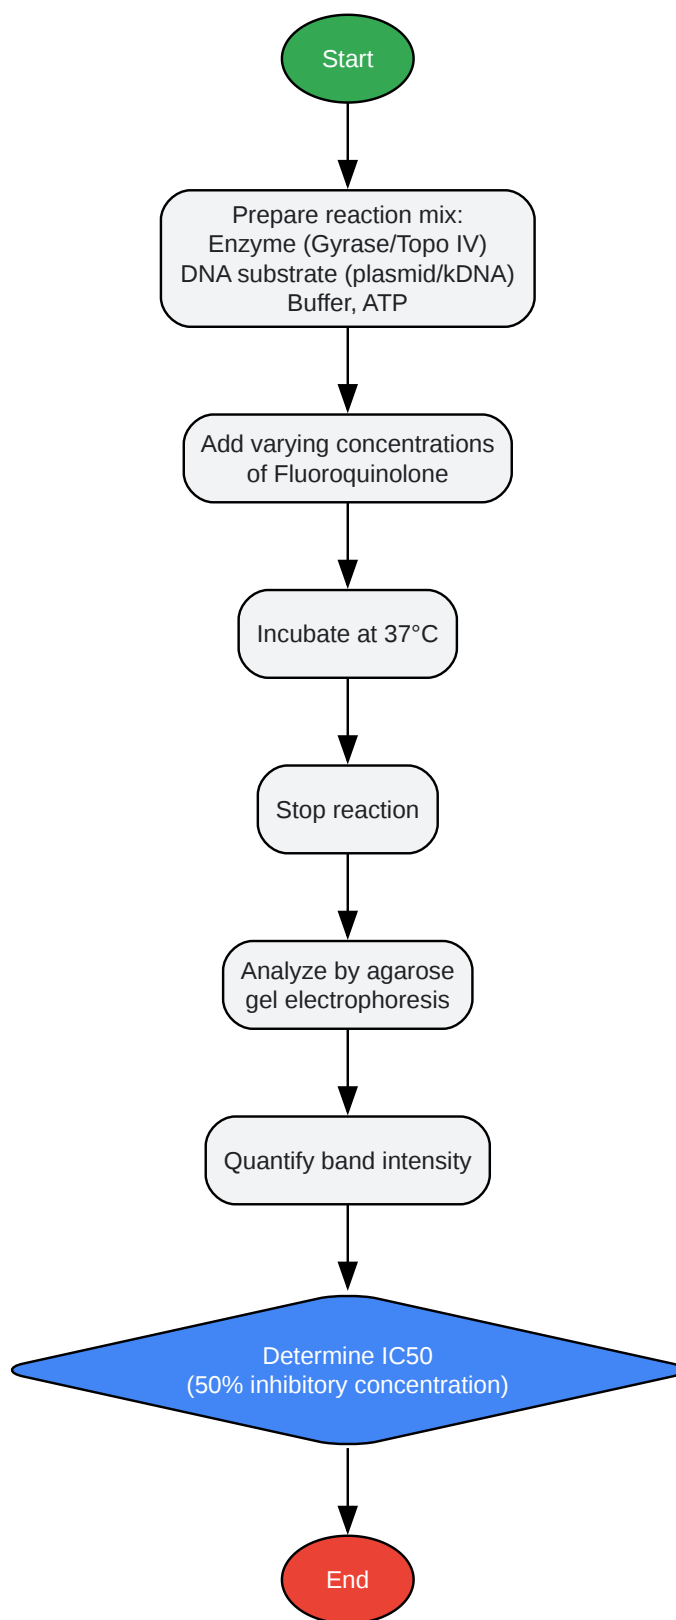 Start
Prepare reaction mix:
Enzyme (Gyrase/Topo IV)
DNA substrate (plasmid/kDNA)
Buffer, ATP
Add varying concentrations
of Fluoroquinolone
Incubate at 37°C
Stop reaction
Analyze by agarose
gel electrophoresis
Quantify band intensity
Determine IC50
(50% inhibitory concentration)
End